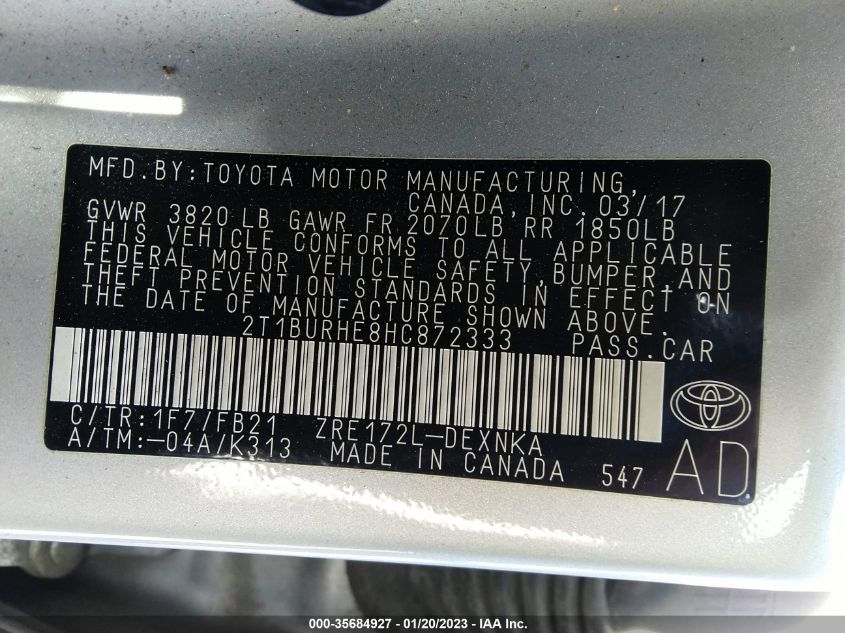 MFD.BY:TOYOTA MOTOR MANUFACTURING,
CANADA,INC.03/17
GVWR 3820 LB GAWR FR 2070LB RR 1850LB
THIS VEHICLE CONFORMS TO ALL APPLICABLE
FEDERAL MOTOR VEHICLE SAFETY,BUMPER,AND
THEFT PREVENTION STANDARDS IN EFFECT ON
THE DATE OF MANUFACTURE SHOWN ABOVE.
2T1BURHE8HC872333 PASS.CAR
C/TR:1F7/FB21 ZRE172L-DEXNKA
A/TM:-04A/K313 MADE IN CANADA 547 AD
000-35684927 | 01/20/2023 | IAA Inc.